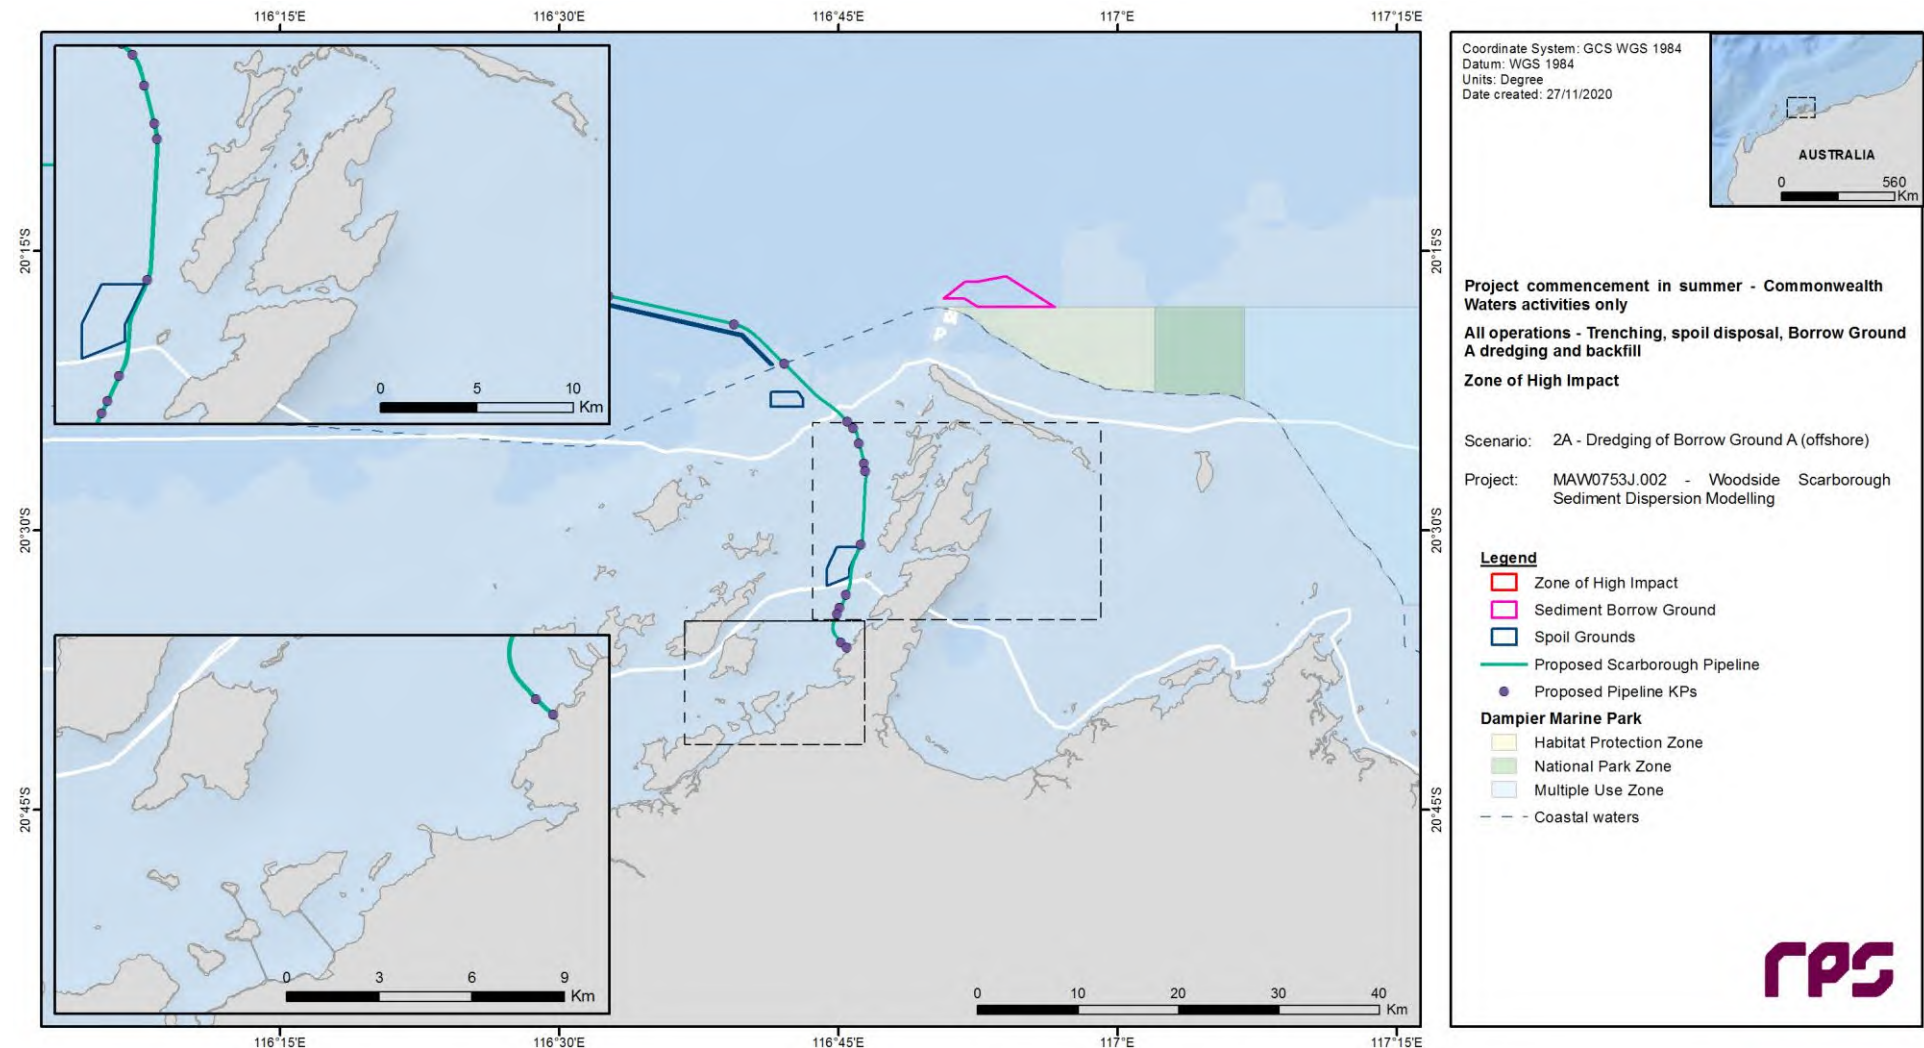 116°15'E
116°30'E
116°45'E
117°E
117°15'E
20°15'S
20°30'S
20°45'S
20°15'S
20°30'S
20°45'S
0 5 10
Km
0 3 6 9
Km
0 10 20 30 40
Km
116°15'E
116°30'E
116°45'E
117°E
117°15'E
Coordinate System: GCS WGS 1984
Datum: WGS 1984
Units: Degree
Date created: 27/11/2020
AUSTRALIA
0 560
Km
Project commencement in summer - Commonwealth
Waters activities only
All operations - Trenching, spoil disposal, Borrow Ground
A dredging and backfill
Zone of High Impact
Scenario: 2A - Dredging of Borrow Ground A (offshore)
Project: MAW0753J.002 - Woodside Scarborough
Sediment Dispersion Modelling
Legend
Zone of High Impact
Sediment Borrow Ground
Spoil Grounds
Proposed Scarborough Pipeline
Proposed Pipeline KPs
Dampier Marine Park
Habitat Protection Zone
National Park Zone
Multiple Use Zone
Coastal waters
rps